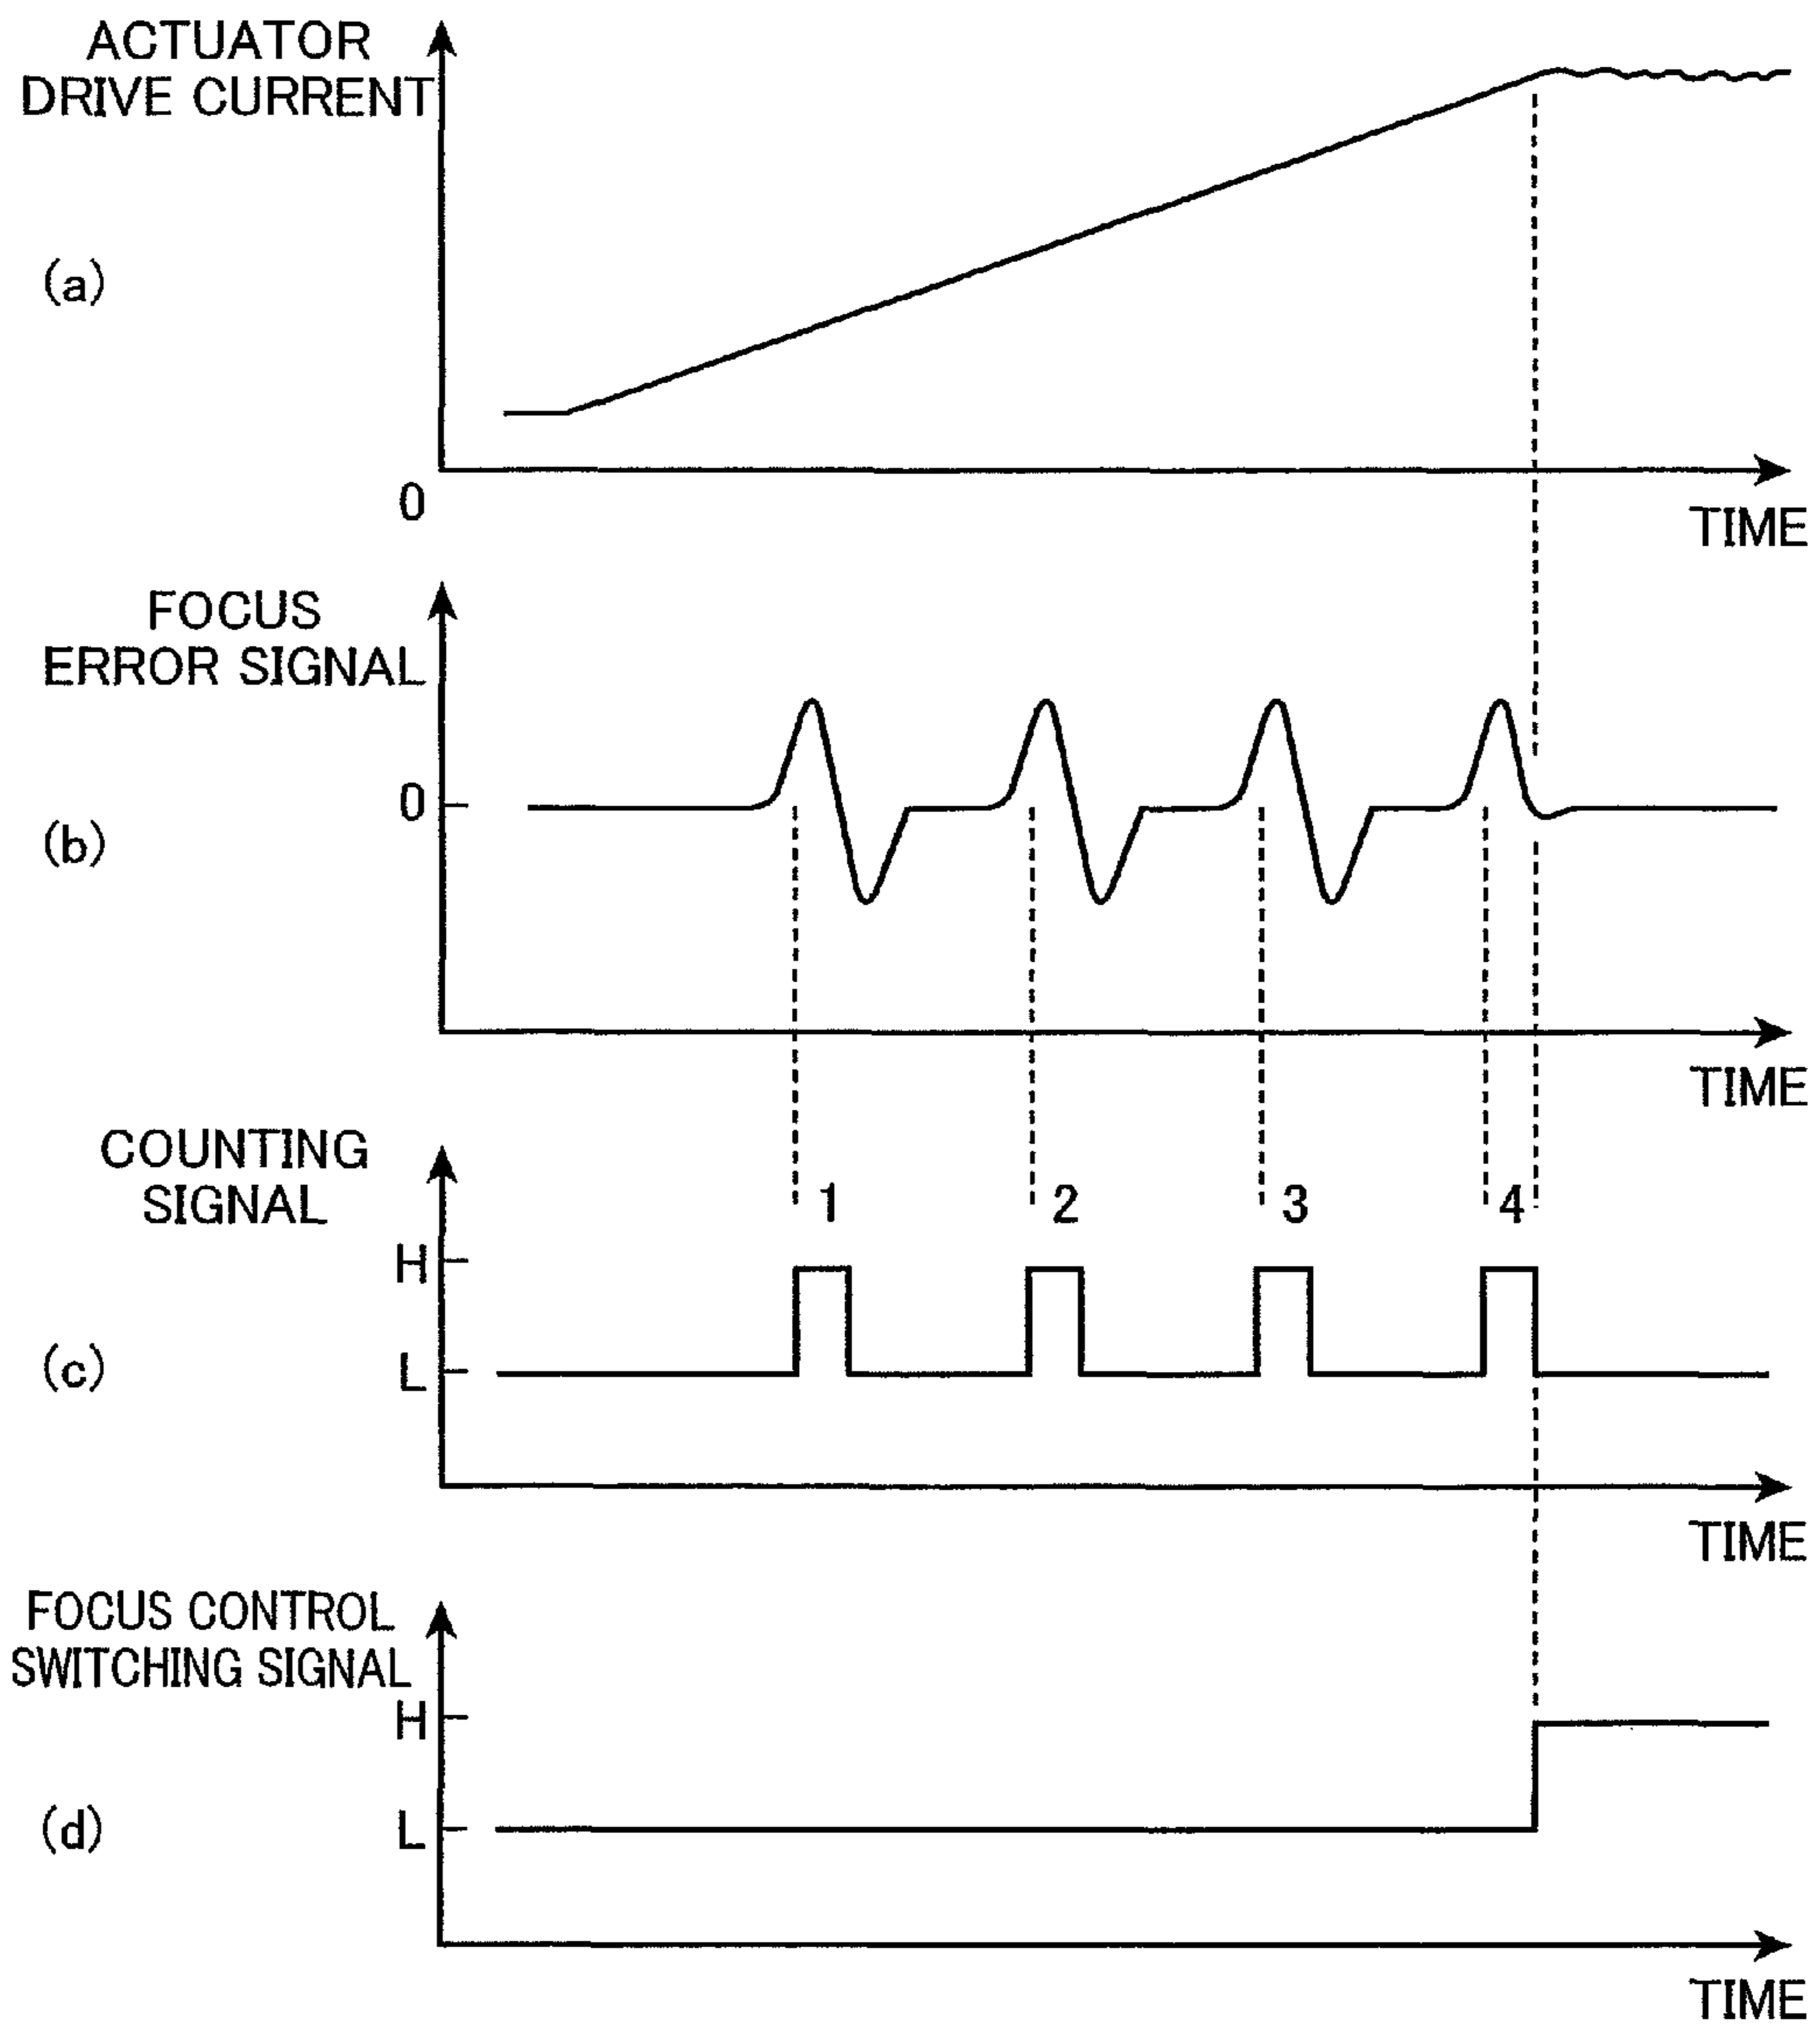 ACTUATOR
DRIVE CURRENT
(a)
0
TIME
FOCUS
ERROR SIGNAL
0
(b)
TIME
COUNTING
SIGNAL
1 2 3 4
H
(c)
L
TIME
FOCUS CONTROL
SWITCHING SIGNAL
H
(d)
L
TIME